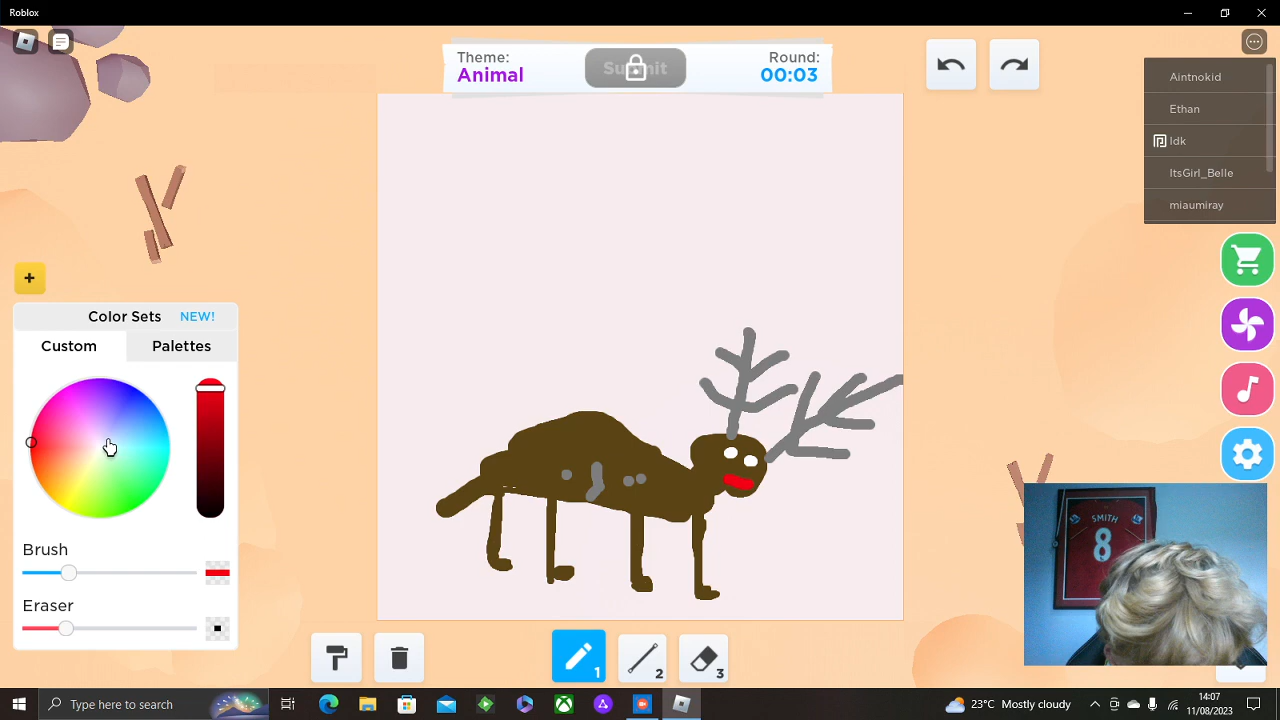 Roblox
Theme:
Animal
Submit
Round:
00:03
Aintnokid
Ethan
Idk
ItsGirl_Belle
miaumiray
+
Color Sets NEW!
Custom
Palettes
Brush
Eraser
1
2
3
SMITH
8
Type here to search
23°C Mostly cloudy
14:07
11/08/2023